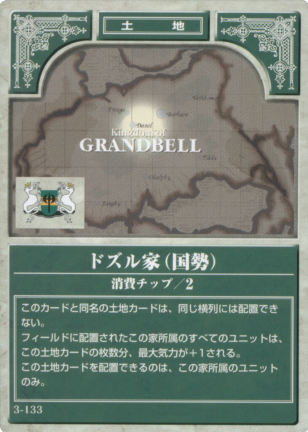 土地
Dozel
Kingdom of
GRANDBELL
ドズル家（国勢）
消費チップ／2
このカードと同名の土地カードは、同じ横列には配置でき
ない。
フィールドに配置されたこの家所属のすべてのユニットは、
この土地カードの枚数分、最大気力が+1される。
この土地カードを配置できるのは、この家所属のユニット
のみ。
3-133